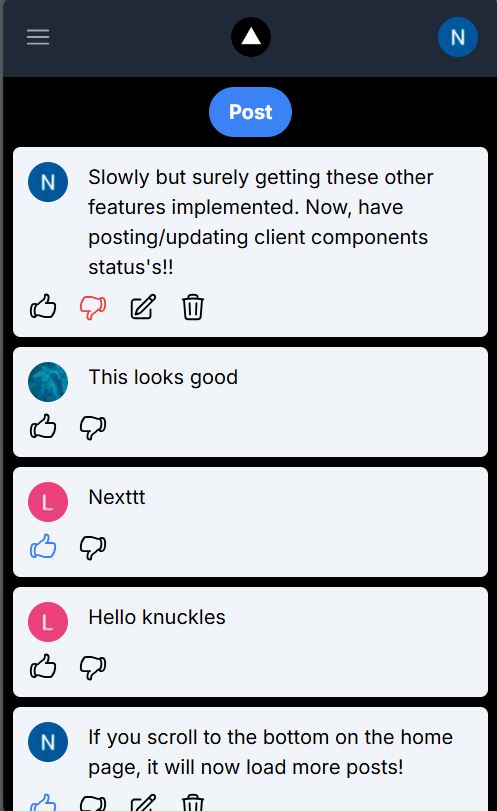 N
Post
N
Slowly but surely getting these other
features implemented. Now, have
posting/updating client components
status's!!
This looks good
L
Nexttt
L
Hello knuckles
N
If you scroll to the bottom on the home
page, it will now load more posts!